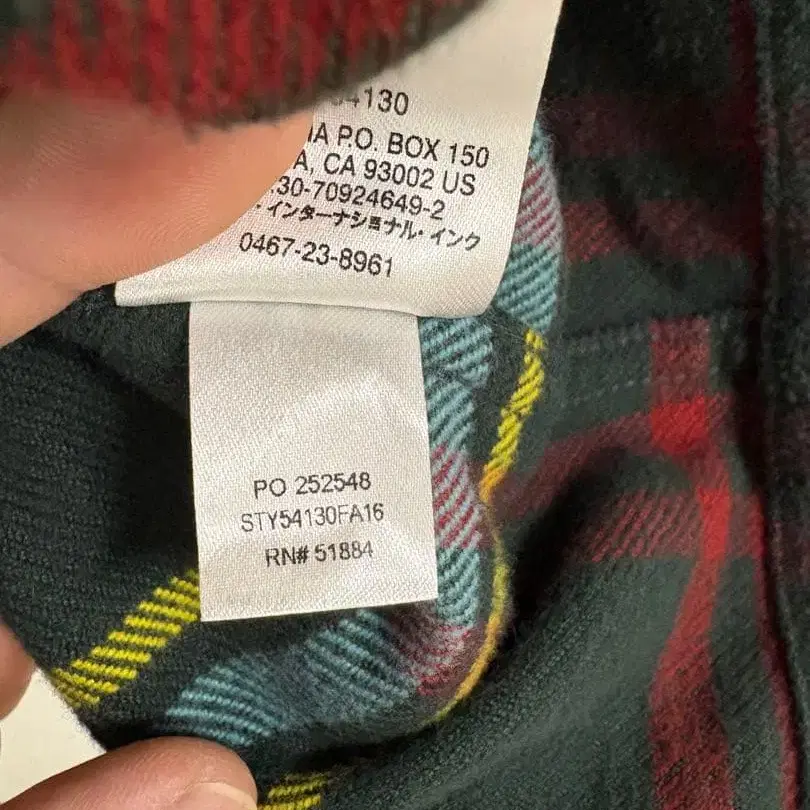 54130
IA P.O. BOX 150
A, CA 93002 US
30-70924649-2
インターナショナル・インク
0467-23-8961
PO 252548
STY54130FA16
RN# 51884